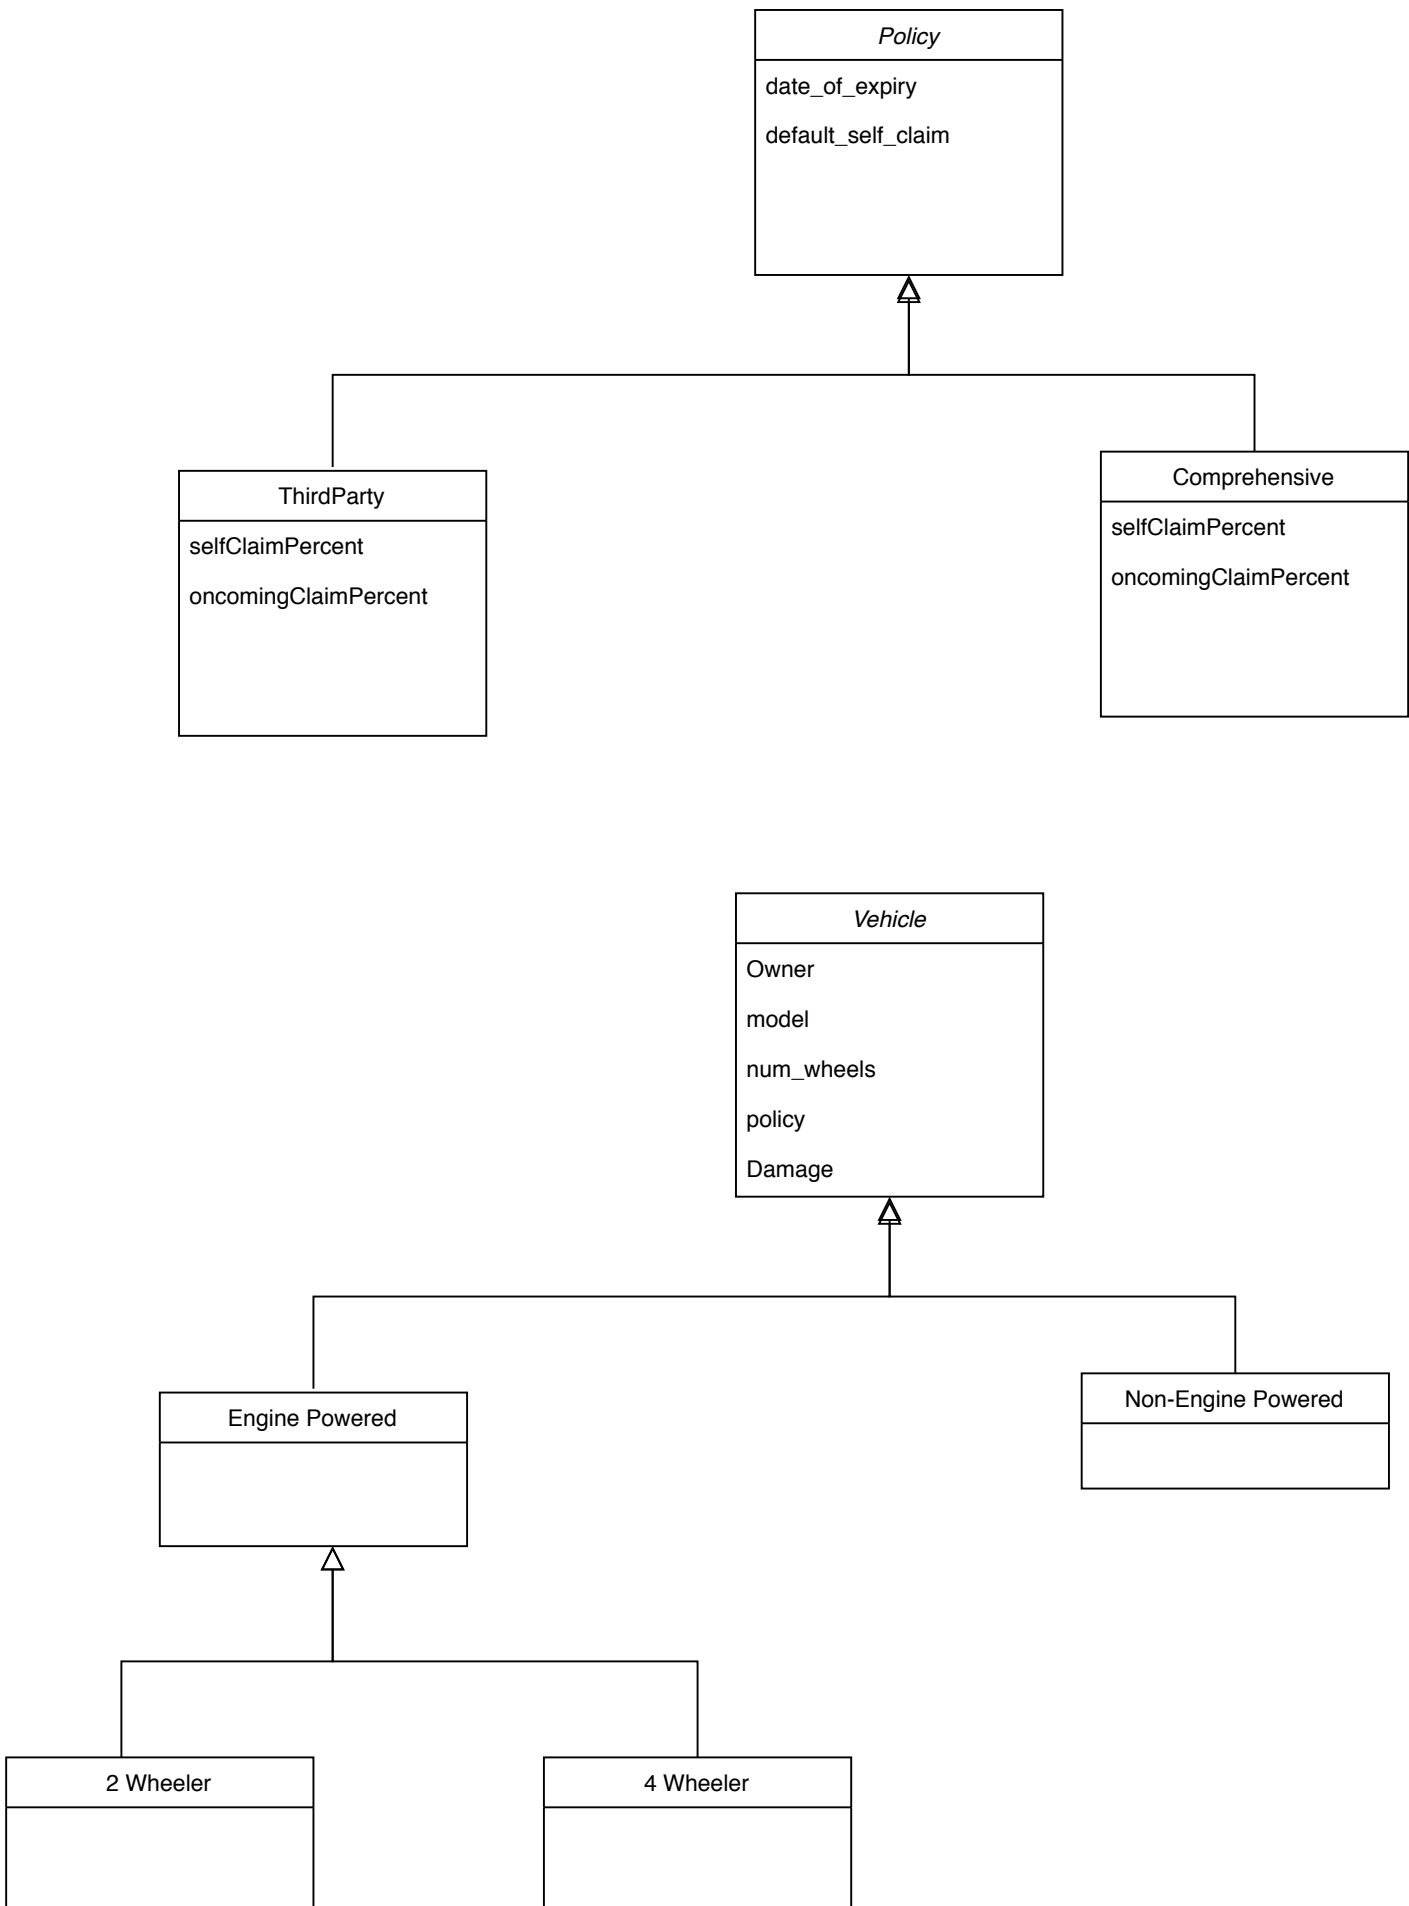 Policy
date_of_expiry
default_self_claim
ThirdParty
selfClaimPercent
oncomingClaimPercent
Comprehensive
selfClaimPercent
oncomingClaimPercent
Vehicle
Owner
model
num_wheels
policy
Damage
Engine Powered
Non-Engine Powered
2 Wheeler
4 Wheeler